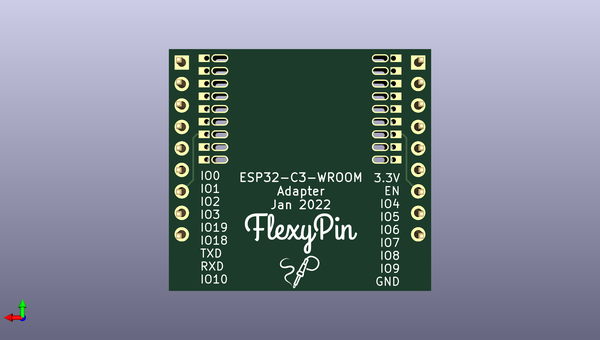 IO0
IO1
IO2
IO3
IO19
IO18
TXD
RXD
IO10
ESP32-C3-WROOM
Adapter
Jan 2022
FlexyPin
3.3V
EN
IO4
IO5
IO6
IO7
IO8
IO9
GND